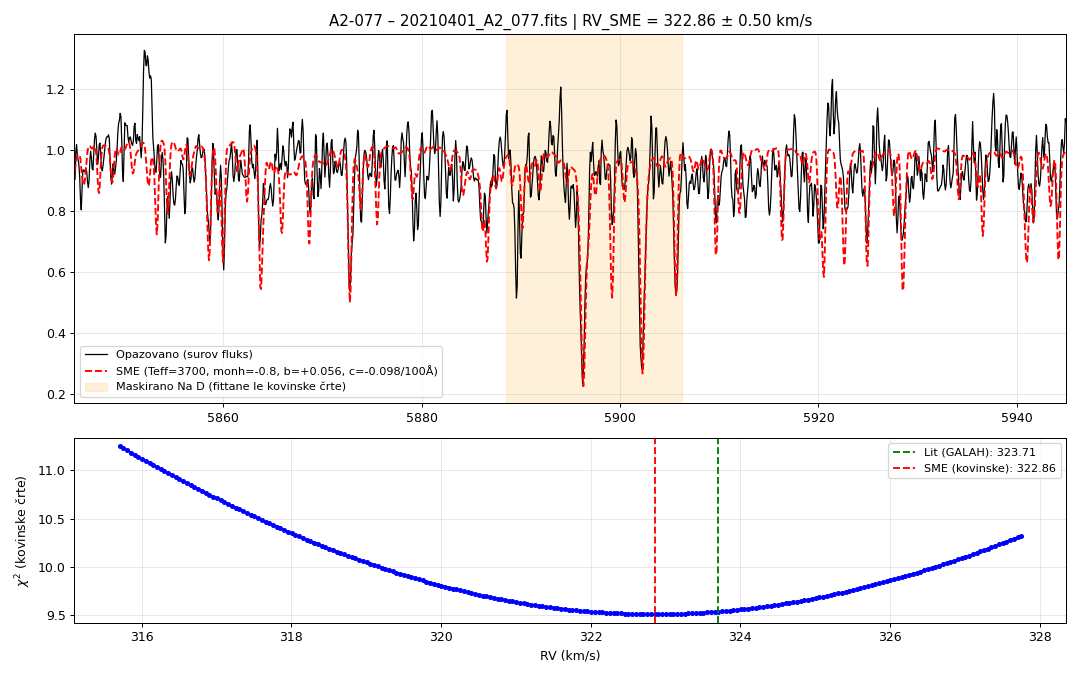 A2-077 – 20210401_A2_077.fits | RV_SME = 322.86 ± 0.50 km/s
1.2
1.0
0.8
0.6
0.4
0.2
Opazovano (surov fluks)
SME (Teff=3700, monh=-0.8, b=+0.056, c=-0.098/100Å)
Maskirano Na D (fittane le kovinske črte)
5860 5880 5900 5920 5940
χ² (kovinske črte)
11.0
10.5
10.0
9.5
Lit (GALAH): 323.71
SME (kovinske): 322.86
316 318 320 322 324 326 328
RV (km/s)